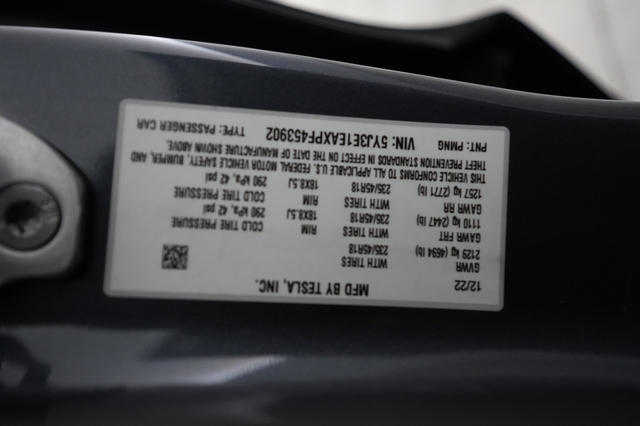 MFD BY TESLA, INC.
12/22
GVWR
2129 kg (4694 lb)
GAWR FRT WITH TIRES RIM COLD TIRE PRESSURE
1110 kg (2447 lb) 235/45R18 18X8.5J 290 kPa, 42 psi
GAWR RR WITH TIRES RIM COLD TIRE PRESSURE
1257 kg (2771 lb) 235/45R18 18X8.5J 290 kPa, 42 psi
THIS VEHICLE CONFORMS TO ALL APPLICABLE U.S. FEDERAL MOTOR VEHICLE SAFETY, BUMPER, AND
THEFT PREVENTION STANDARDS IN EFFECT ON THE DATE OF MANUFACTURE SHOWN ABOVE.
VIN: 5YJ3E1EAXPF453902 TYPE: PASSENGER CAR
PNT: PMNG